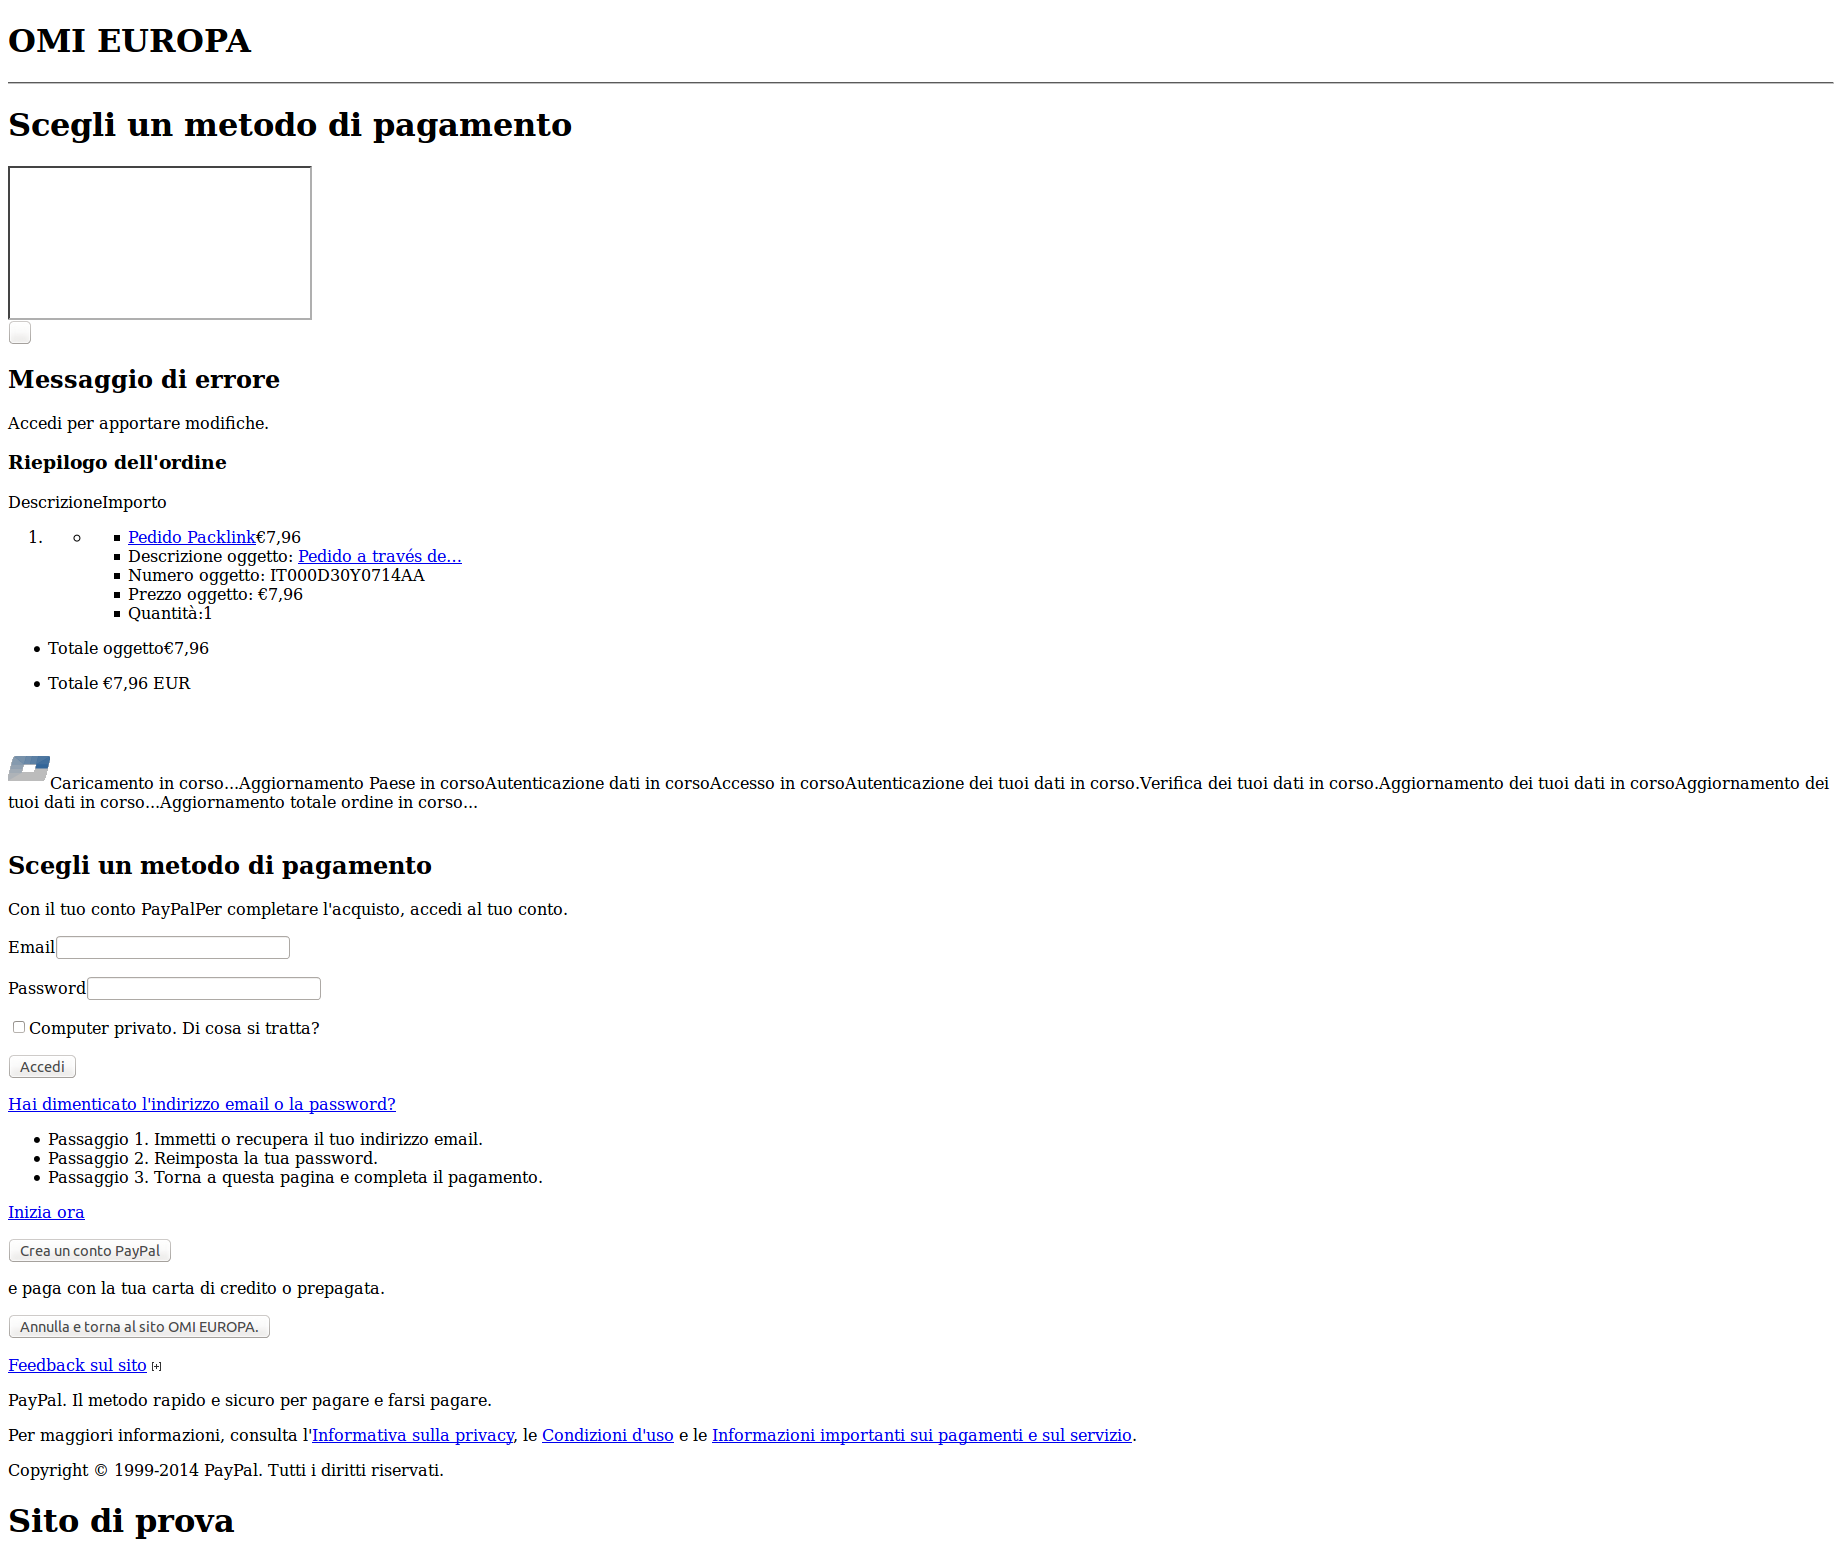 OMI EUROPA
Scegli un metodo di pagamento
Messaggio di errore
Accedi per apportare modifiche.
Riepilogo dell'ordine
DescrizioneImporto
1.
Pedido Packlink€7,96
Descrizione oggetto: Pedido a través de...
Numero oggetto: IT000D30Y0714AA
Prezzo oggetto: €7,96
Quantità:1
Totale oggetto€7,96
Totale €7,96 EUR
Caricamento in corso...Aggiornamento Paese in corsoAutenticazione dati in corsoAccesso in corsoAutenticazione dei tuoi dati in corso.Verifica dei tuoi dati in corso.Aggiornamento dei tuoi dati in corsoAggiornamento dei
tuoi dati in corso...Aggiornamento totale ordine in corso...
Scegli un metodo di pagamento
Con il tuo conto PayPalPer completare l'acquisto, accedi al tuo conto.
Email
Password
Computer privato. Di cosa si tratta?
Accedi
Hai dimenticato l'indirizzo email o la password?
Passaggio 1. Immetti o recupera il tuo indirizzo email.
Passaggio 2. Reimposta la tua password.
Passaggio 3. Torna a questa pagina e completa il pagamento.
Inizia ora
Crea un conto PayPal
e paga con la tua carta di credito o prepagata.
Annulla e torna al sito OMI EUROPA.
Feedback sul sito [+]
PayPal. Il metodo rapido e sicuro per pagare e farsi pagare.
Per maggiori informazioni, consulta l'Informativa sulla privacy, le Condizioni d'uso e le Informazioni importanti sui pagamenti e sul servizio.
Copyright © 1999-2014 PayPal. Tutti i diritti riservati.
Sito di prova